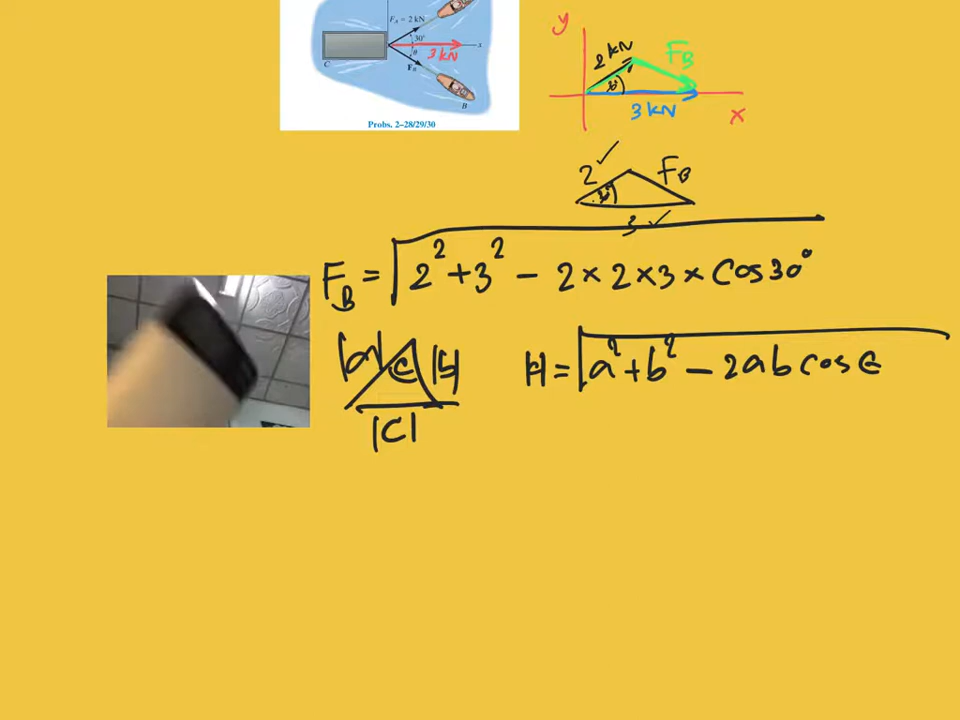 F_A = 2 kN
30°
3 kN
x
θ
F_B
C
B
Probs. 2–28/29/30
y
2 kN
F_B
3 kN
x
2 ✓
F_B
3 ✓
F_B = √2² + 3² − 2 × 2 × 3 × Cos 30°
|a| |b|
|C|
= √a² + b² − 2ab cos